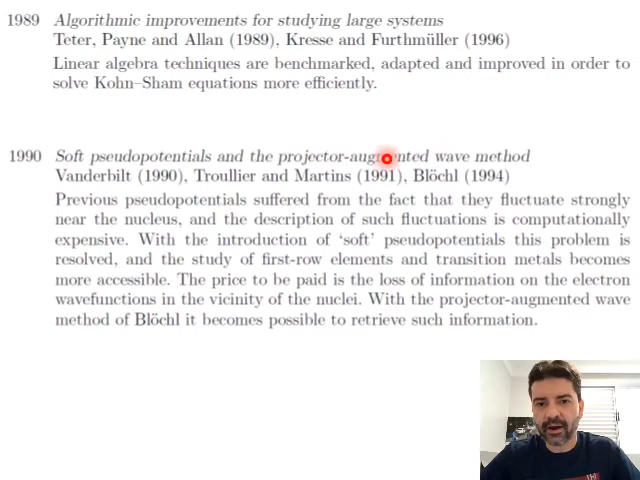 1989 Algorithmic improvements for studying large systems
Teter, Payne and Allan (1989), Kresse and Furthmüller (1996)
Linear algebra techniques are benchmarked, adapted and improved in order to
solve Kohn–Sham equations more efficiently.
1990 Soft pseudopotentials and the projector-augmented wave method
Vanderbilt (1990), Troullier and Martins (1991), Blöchl (1994)
Previous pseudopotentials suffered from the fact that they fluctuate strongly
near the nucleus, and the description of such fluctuations is computationally
expensive. With the introduction of ‘soft’ pseudopotentials this problem is
resolved, and the study of first-row elements and transition metals becomes
more accessible. The price to be paid is the loss of information on the electron
wavefunctions in the vicinity of the nuclei. With the projector-augmented wave
method of Blöchl it becomes possible to retrieve such information.